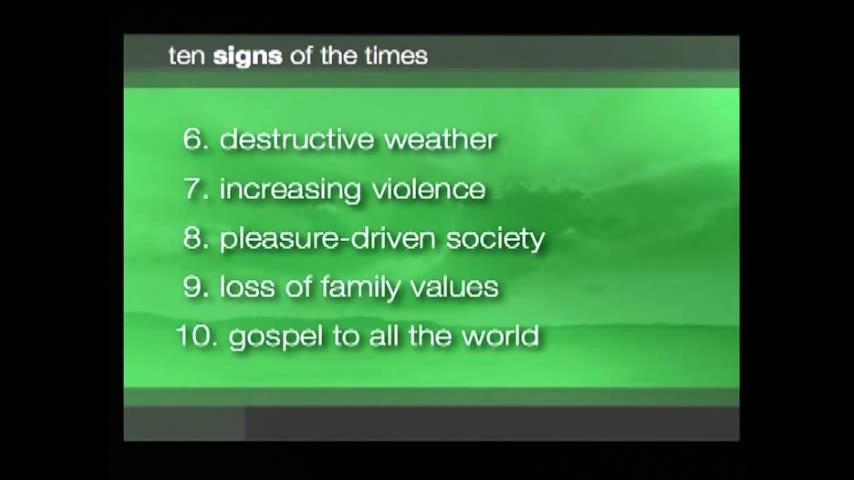 ten signs of the times
6. destructive weather
7. increasing violence
8. pleasure-driven society
9. loss of family values
10. gospel to all the world